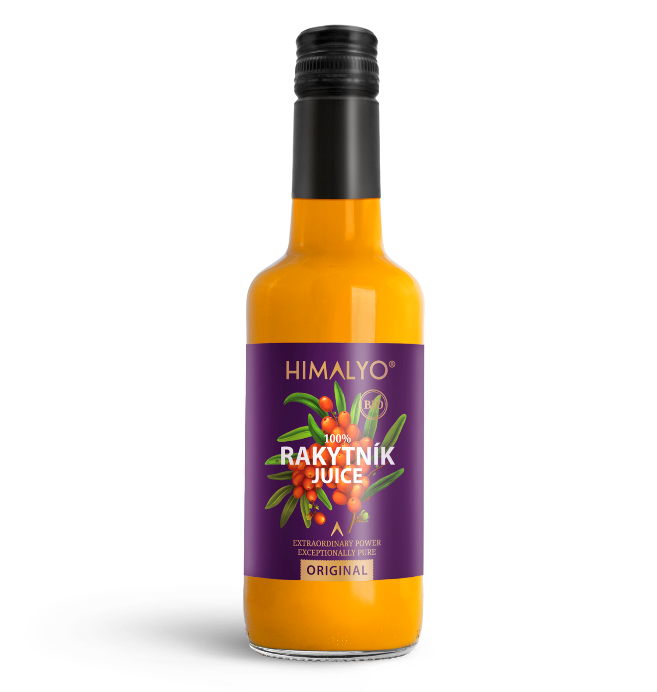 HIMALYO®
BIO
100%
RAKYTNÍK
JUICE
EXTRAORDINARY POWER
EXCEPTIONALLY PURE
ORIGINAL